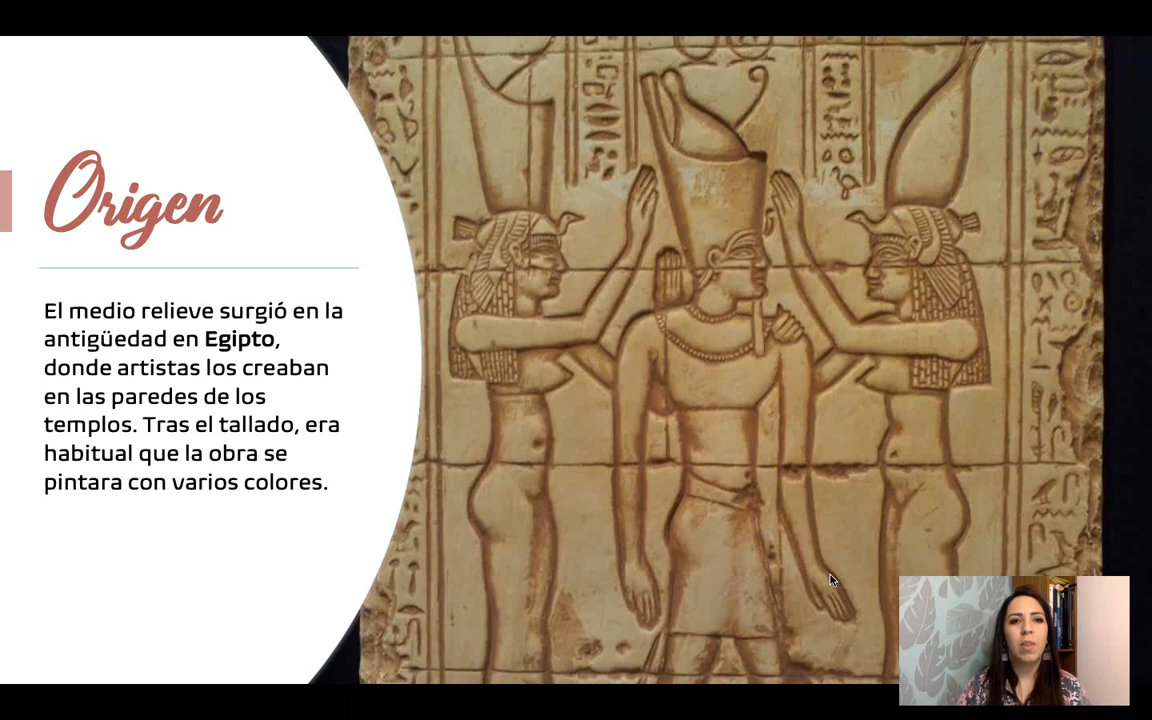 Origen
El medio relieve surgió en la
antigüedad en Egipto,
donde artistas los creaban
en las paredes de los
templos. Tras el tallado, era
habitual que la obra se
pintara con varios colores.